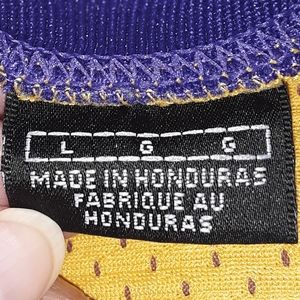 L G G
MADE IN HONDURAS
FABRIQUE AU
HONDURAS